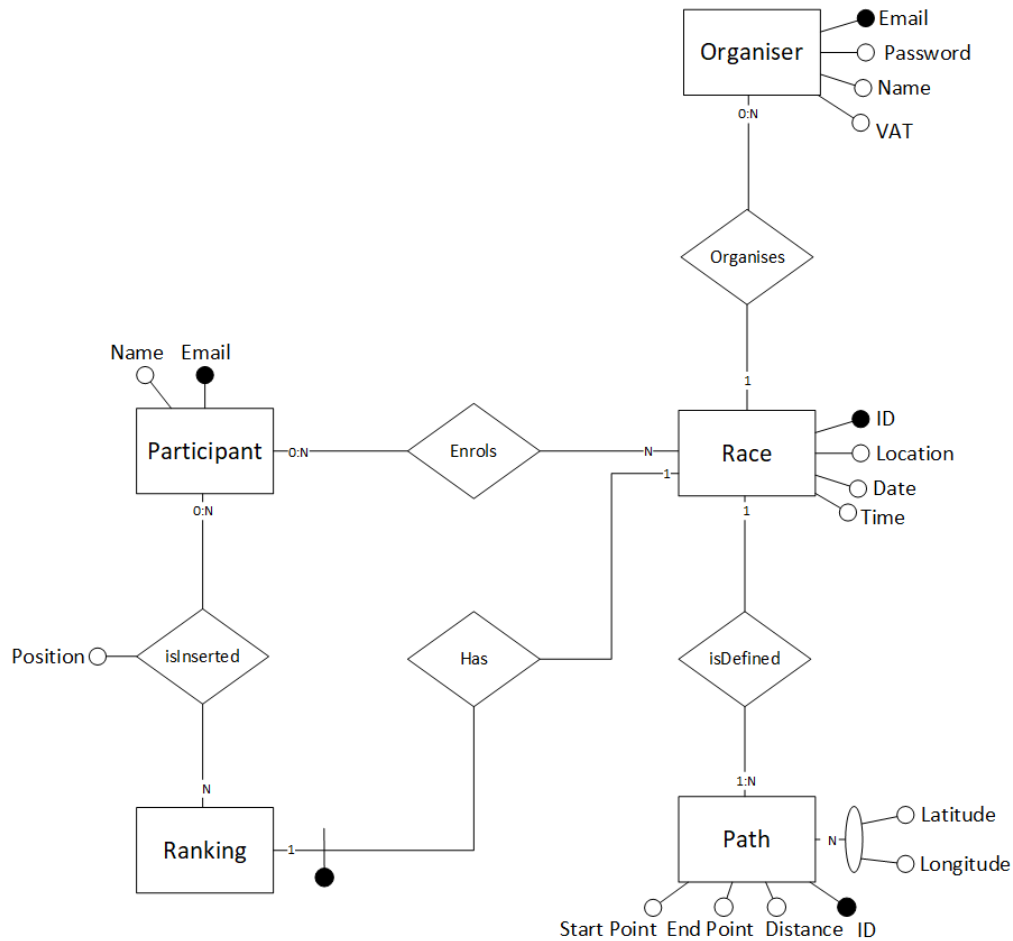 Email
Organiser
Password
Name
0:N
VAT
Organises
Name Email
1
ID
Participant
0:N
Enrols
N
Race
Location
1
Date
0:N
1
Time
Position
isInserted
Has
isDefined
N
1:N
Latitude
Ranking
1
Path
N
Longitude
Start Point End Point Distance ID